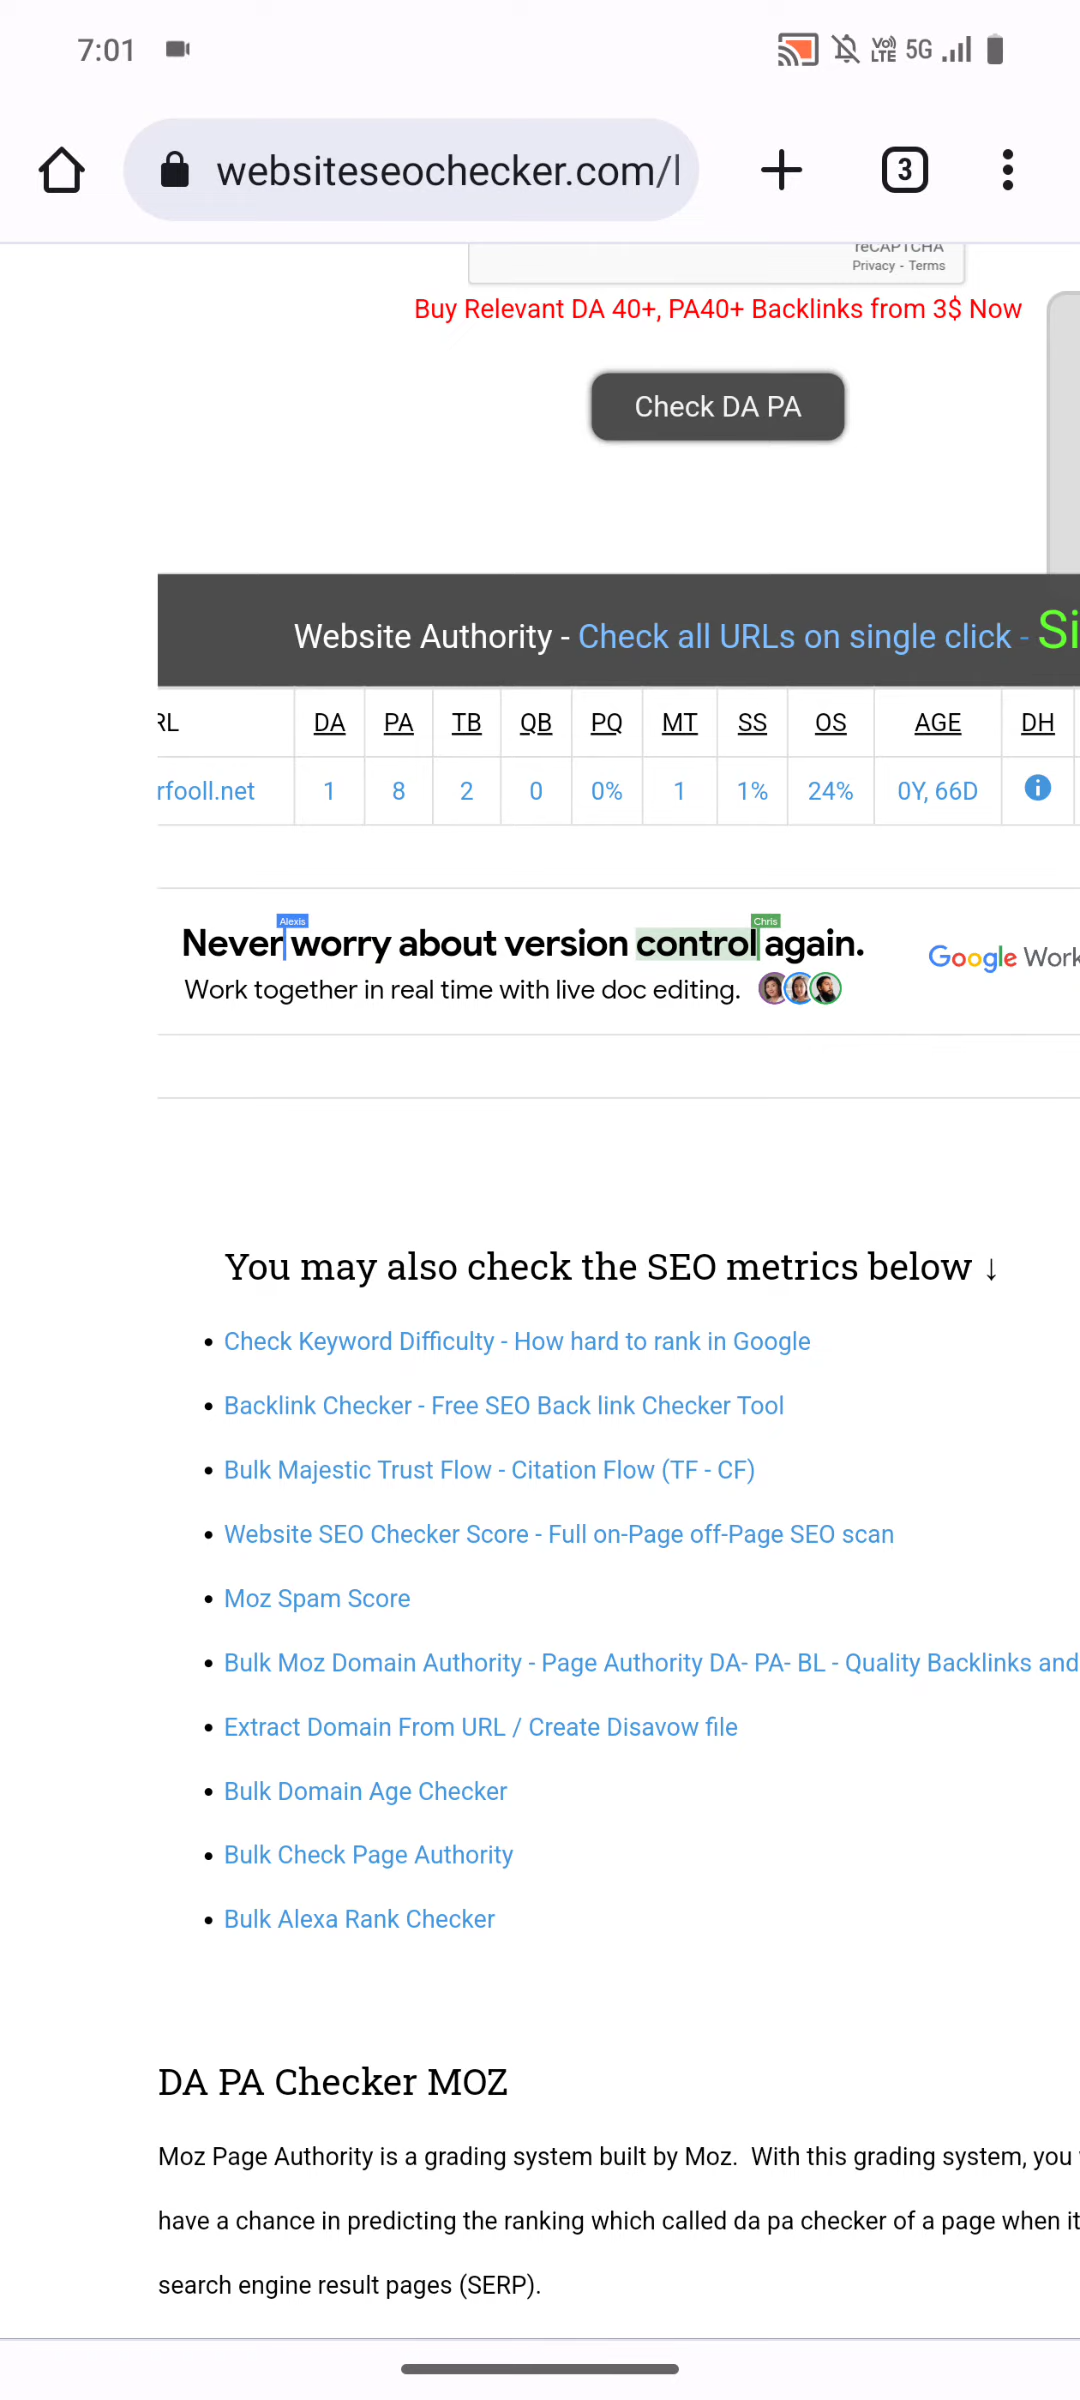 7:01
Vo) LTE 5G
websiteseochecker.com/l
3
reCAPTCHA
Privacy - Terms
Buy Relevant DA 40+, PA40+ Backlinks from 3$ Now
Check DA PA
Website Authority - Check all URLs on single click - Si
RL DA PA TB QB PQ MT SS OS AGE DH
rfooll.net 1 8 2 0 0% 1 1% 24% 0Y, 66D
Alexis Chris
Never worry about version control again.
Google Work
Work together in real time with live doc editing.
You may also check the SEO metrics below ↓
• Check Keyword Difficulty - How hard to rank in Google
• Backlink Checker - Free SEO Back link Checker Tool
• Bulk Majestic Trust Flow - Citation Flow (TF - CF)
• Website SEO Checker Score - Full on-Page off-Page SEO scan
• Moz Spam Score
• Bulk Moz Domain Authority - Page Authority DA- PA- BL - Quality Backlinks and
• Extract Domain From URL / Create Disavow file
• Bulk Domain Age Checker
• Bulk Check Page Authority
• Bulk Alexa Rank Checker
DA PA Checker MOZ
Moz Page Authority is a grading system built by Moz. With this grading system, you
have a chance in predicting the ranking which called da pa checker of a page when it
search engine result pages (SERP).